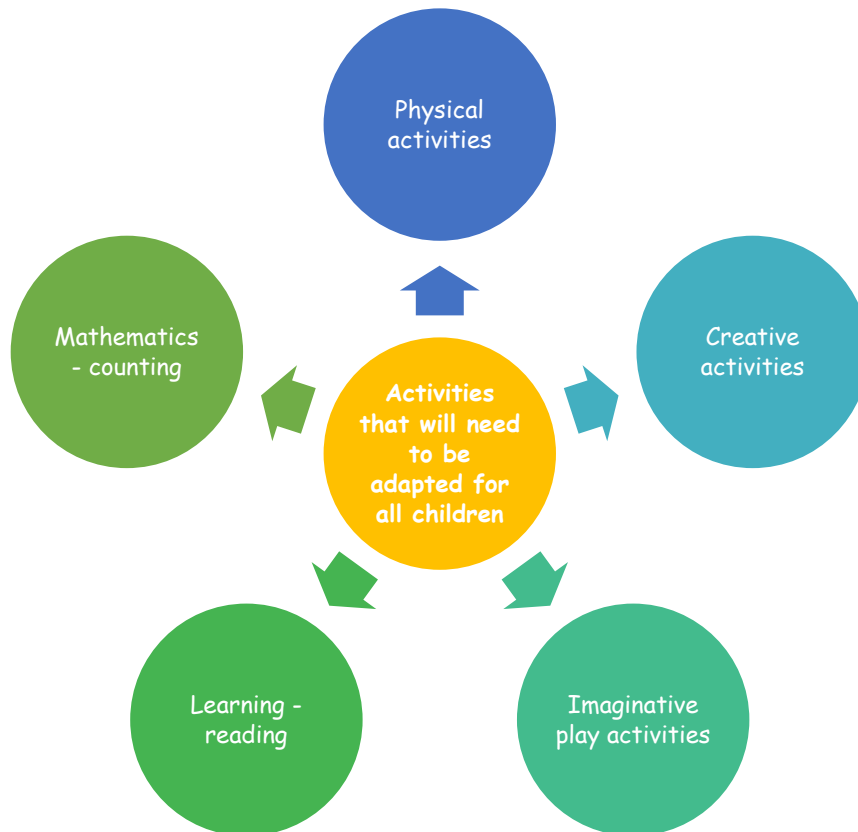 Physical
activities
Creative
activities
Imaginative
play activities
Learning -
reading
Mathematics
- counting
Activities
that will need
to be
adapted for
all children